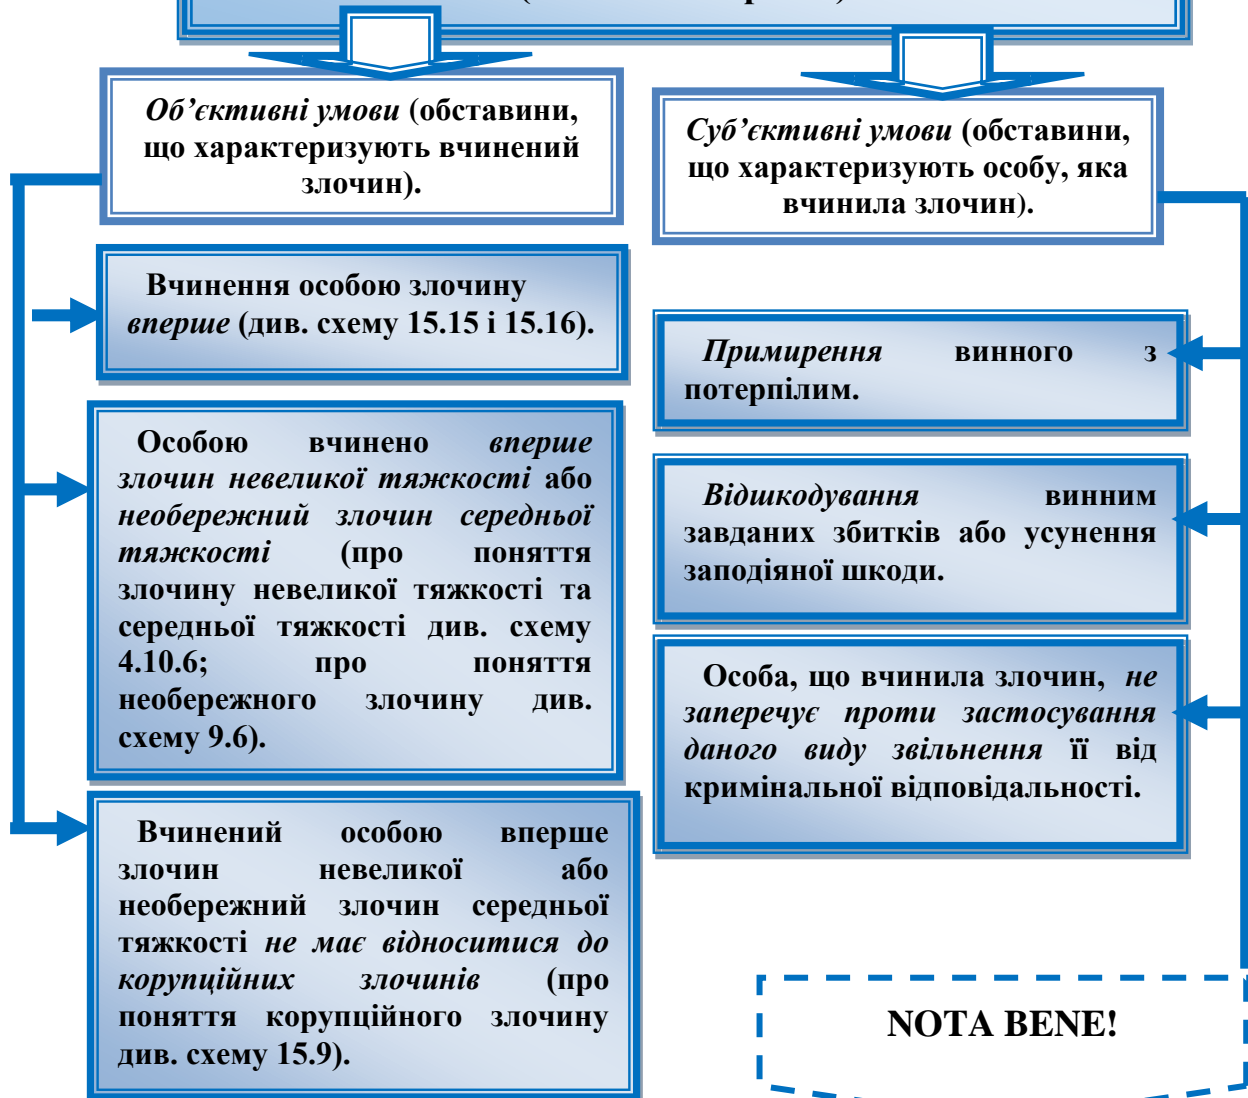 Об’єктивні умови (обставини,
що характеризують вчинений
злочин).
Суб’єктивні умови (обставини,
що характеризують особу, яка
вчинила злочин).
Вчинення особою злочину
вперше (див. схему 15.15 і 15.16).
Особою вчинено вперше
злочин невеликої тяжкості або
необережний злочин середньої
тяжкості (про поняття
злочину невеликої тяжкості та
середньої тяжкості див. схему
4.10.6; про поняття
необережного злочину див.
схему 9.6).
Вчинений особою вперше
злочин невеликої або
необережний злочин середньої
тяжкості не має відноситися до
корупційних злочинів (про
поняття корупційного злочину
див. схему 15.9).
Примирення винного з
потерпілим.
Відшкодування винним
завданих збитків або усунення
заподіяної шкоди.
Особа, що вчинила злочин, не
заперечує проти застосування
даного виду звільнення її від
кримінальної відповідальності.
NOTA BENE!